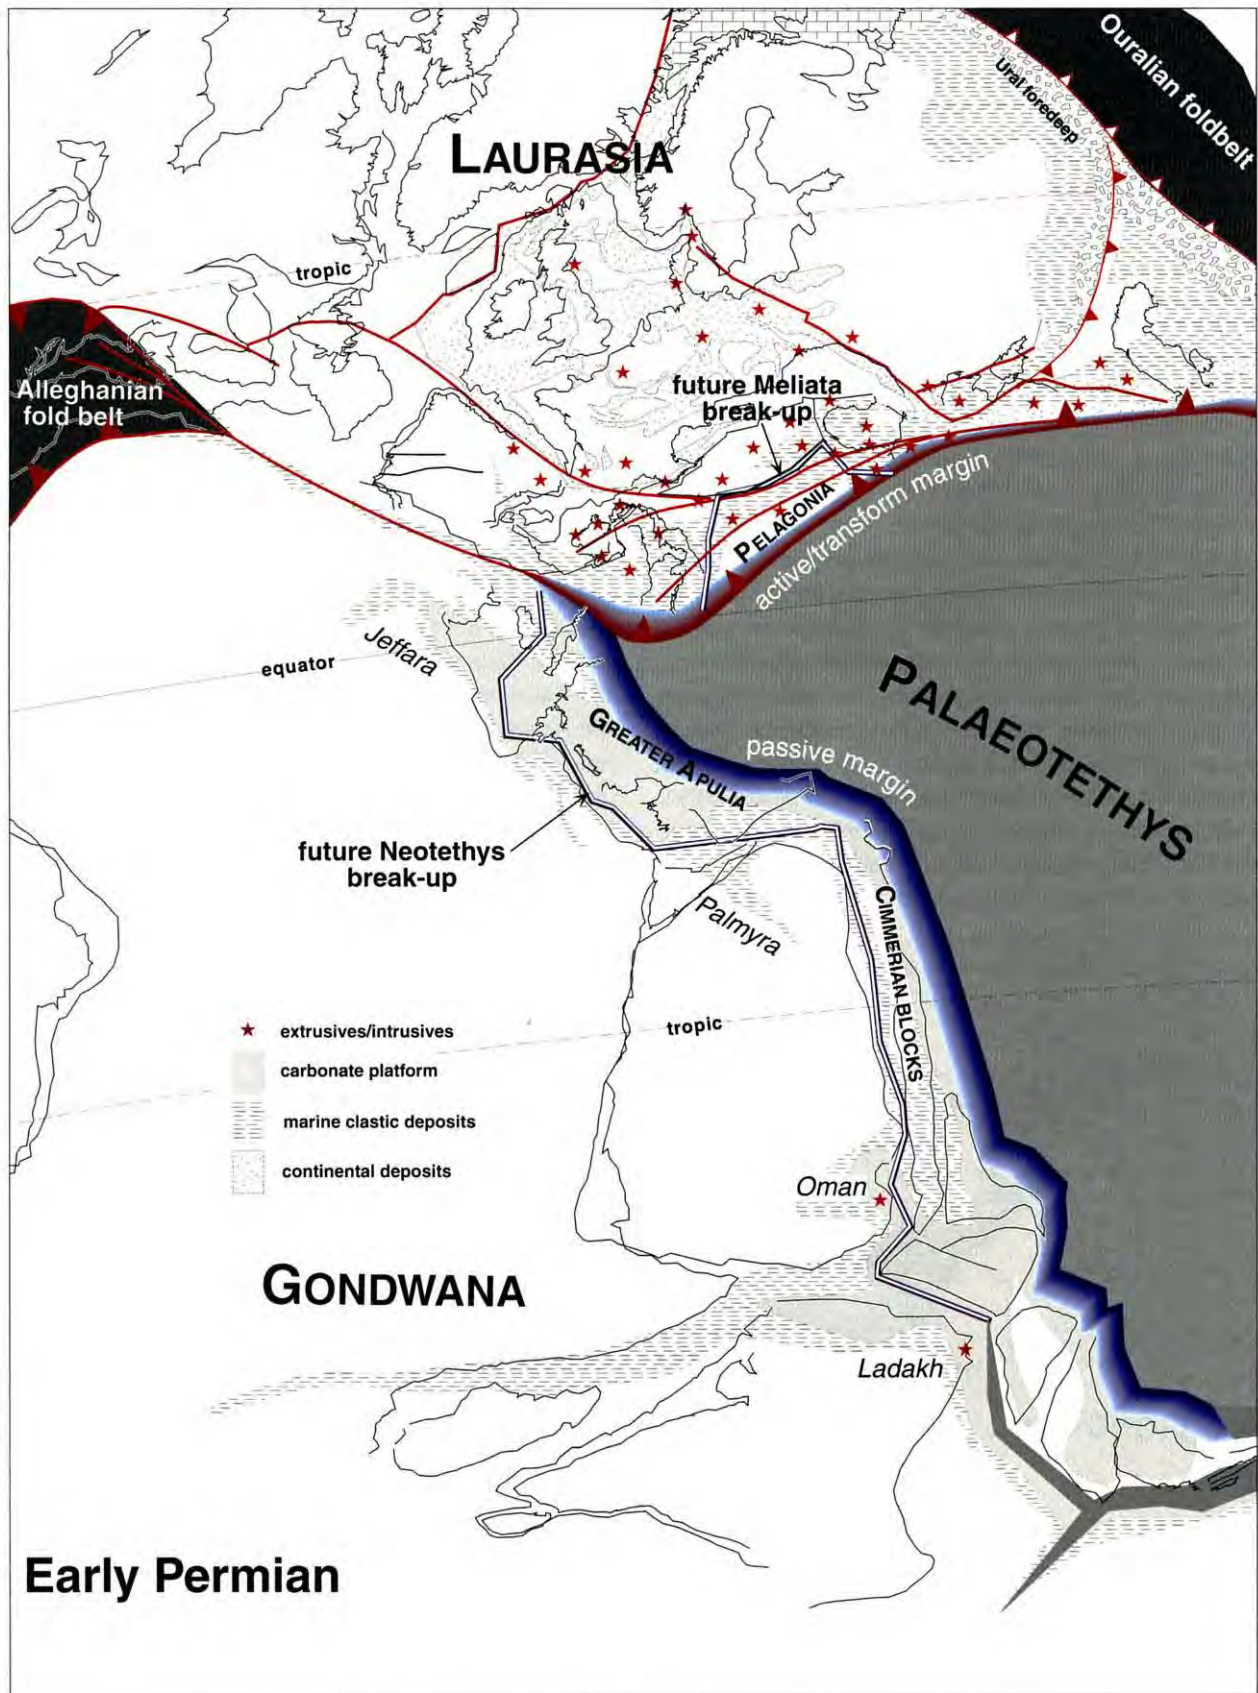 Ouralian foldbelt
Ural foredeep
LAURASIA
tropic
Alleghanian
fold belt
future Meliata
break-up
PELAGONIA
active/transform margin
Jeffara
equator
PALAEOTETHYS
GREATER APULIA
passive margin
future Neotethys
break-up
Palmyra
CIMMERIAN BLOCKS
tropic
extrusives/intrusives
carbonate platform
marine clastic deposits
continental deposits
Oman
GONDWANA
Ladakh
Early Permian